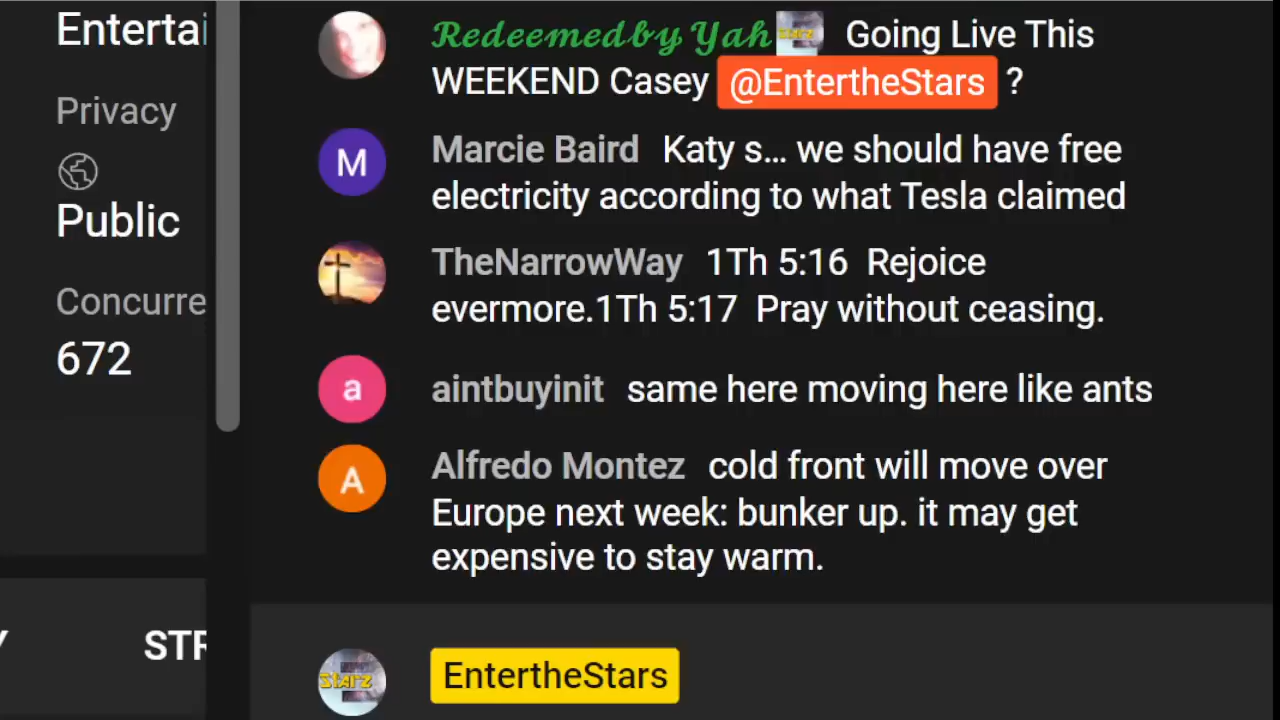 Entertai
Privacy
Public
Concurre
672
STR
RedeemedbyYah Starz Going Live This
WEEKEND Casey @EntertheStars ?
M Marcie Baird Katy s... we should have free
electricity according to what Tesla claimed
TheNarrowWay 1Th 5:16 Rejoice
evermore.1Th 5:17 Pray without ceasing.
a aintbuyinit same here moving here like ants
A Alfredo Montez cold front will move over
Europe next week: bunker up. it may get
expensive to stay warm.
Starz EntertheStars